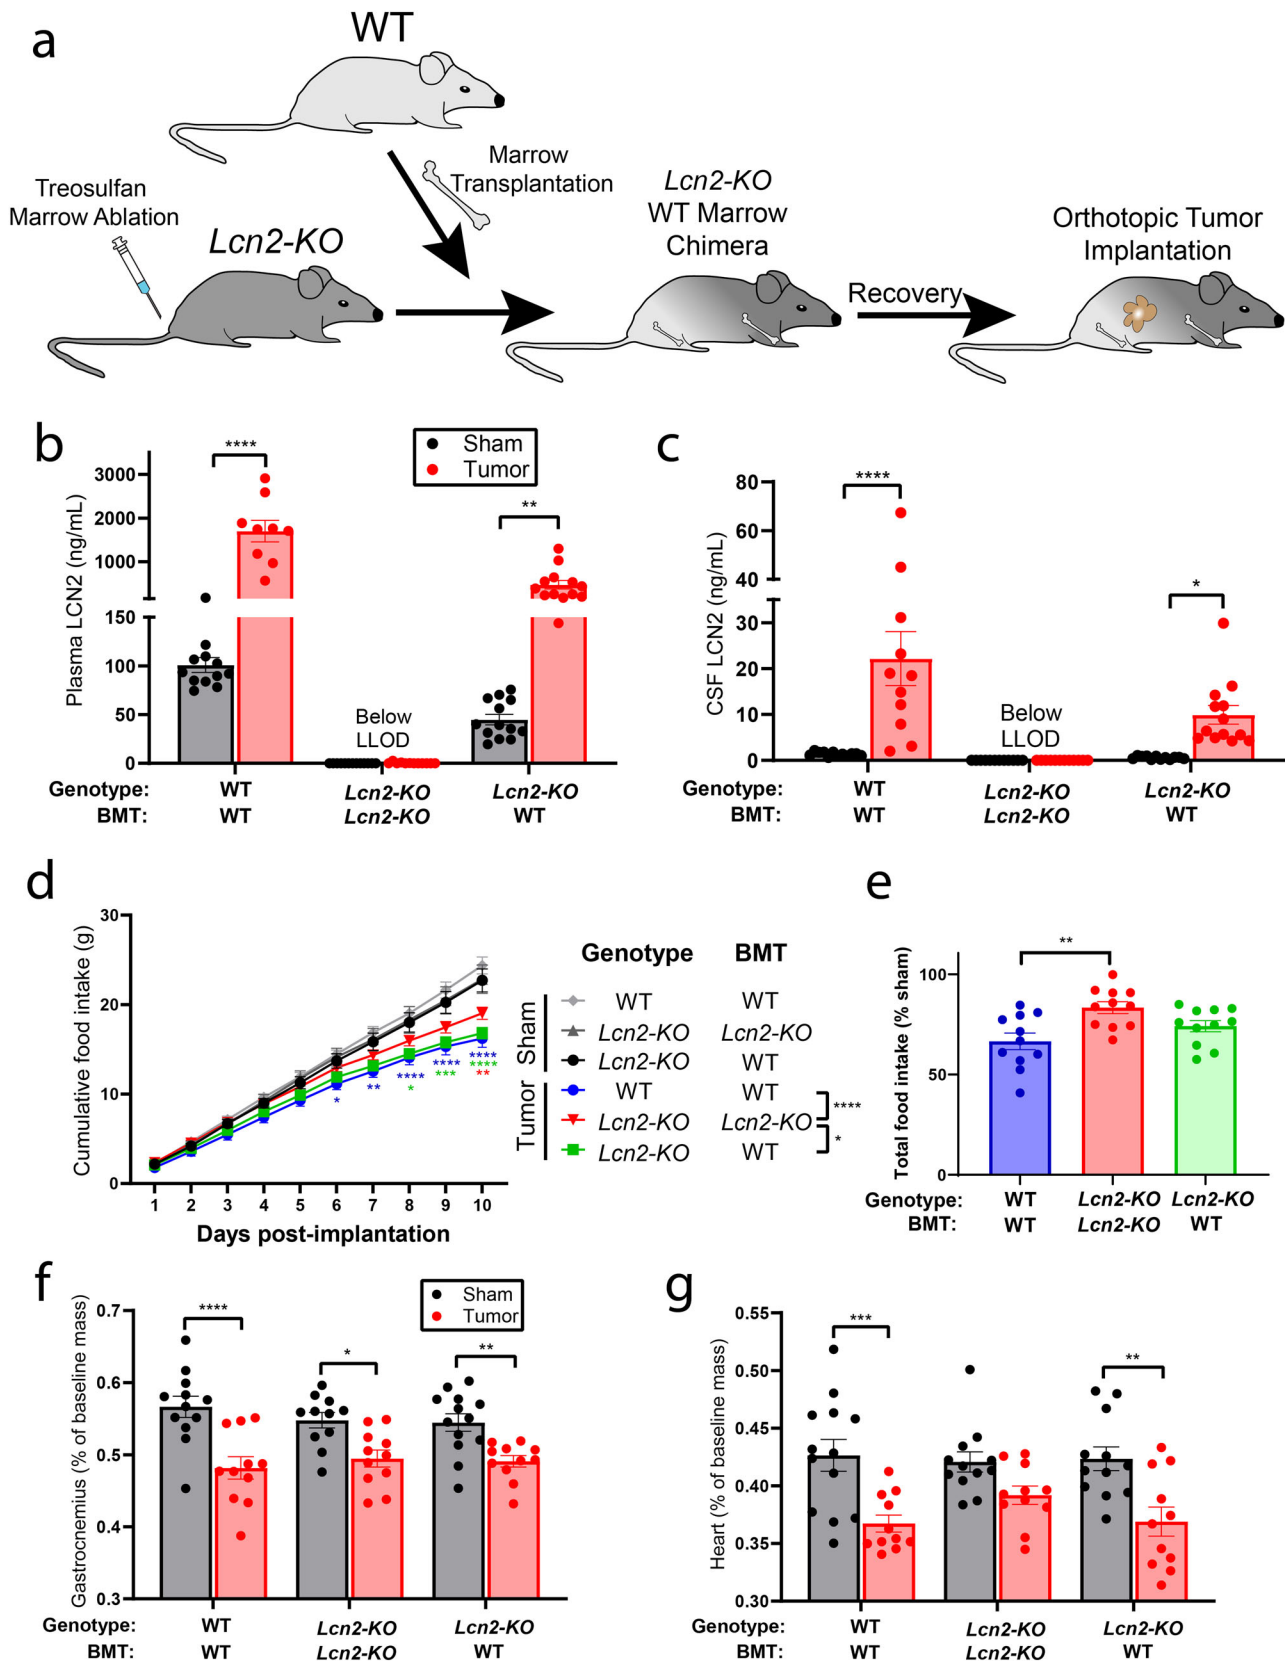 a
WT
Treosulfan
Marrow Ablation
Marrow
Transplantation
Lcn2-KO
Lcn2-KO
WT Marrow
Chimera
Recovery
Orthotopic Tumor
Implantation
b
Sham
Tumor
Plasma LCN2 (ng/mL)
3000
2000
1000
150
100
50
0
****
**
Below
LLOD
Genotype: WT Lcn2-KO Lcn2-KO
BMT: WT Lcn2-KO WT
c
CSF LCN2 (ng/mL)
80
60
40
30
20
10
0
****
*
Below
LLOD
Genotype: WT Lcn2-KO Lcn2-KO
BMT: WT Lcn2-KO WT
d
Cumulative food intake (g)
30
20
10
0
* ** **** **** ****
* *** ****
**
1 2 3 4 5 6 7 8 9 10
Days post-implantation
Genotype BMT
Sham
WT WT
Lcn2-KO Lcn2-KO
Lcn2-KO WT
Tumor
WT WT
Lcn2-KO Lcn2-KO
Lcn2-KO WT
****
*
e
Total food intake (% sham)
100
50
0
**
Genotype: WT Lcn2-KO Lcn2-KO
BMT: WT Lcn2-KO WT
f
Sham
Tumor
Gastrocnemius (% of baseline mass)
0.7
0.6
0.5
0.4
0.3
****
*
**
Genotype: WT Lcn2-KO Lcn2-KO
BMT: WT Lcn2-KO WT
g
Heart (% of baseline mass)
0.55
0.50
0.45
0.40
0.35
0.30
***
**
Genotype: WT Lcn2-KO Lcn2-KO
BMT: WT Lcn2-KO WT